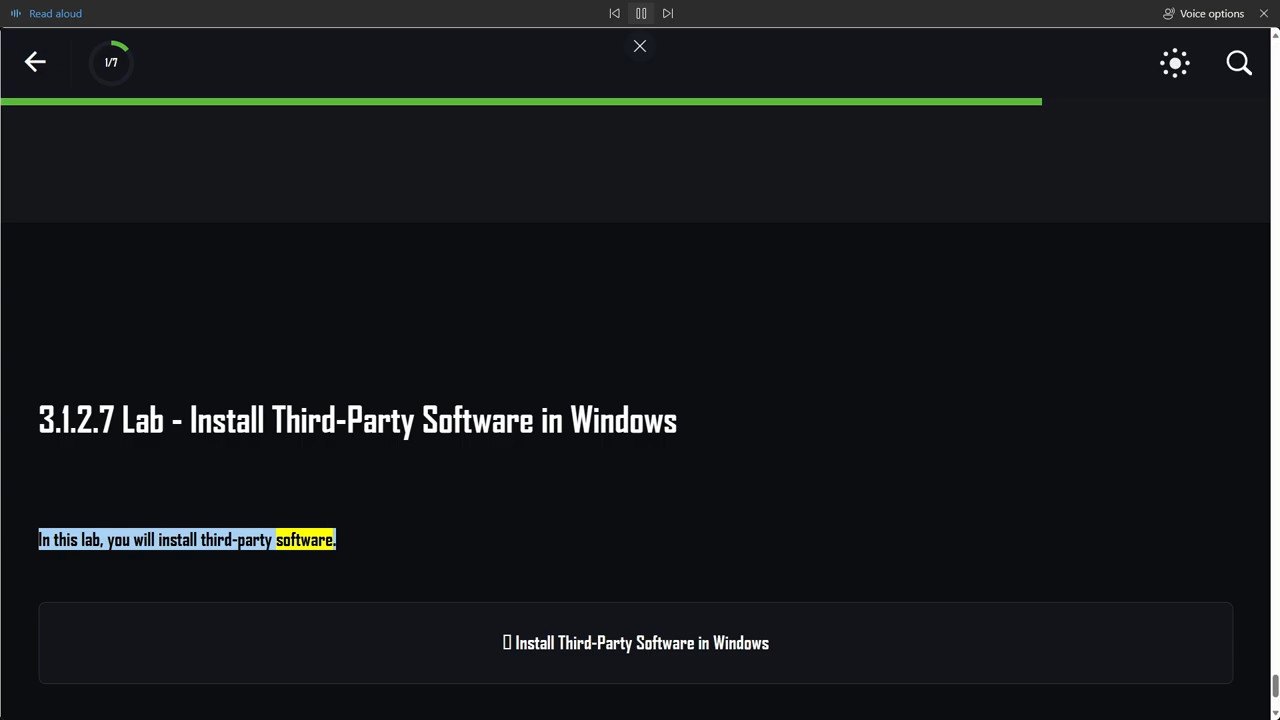 Read aloud
Voice options
1/7
3.1.2.7 Lab - Install Third-Party Software in Windows
In this lab, you will install third-party software.
Install Third-Party Software in Windows